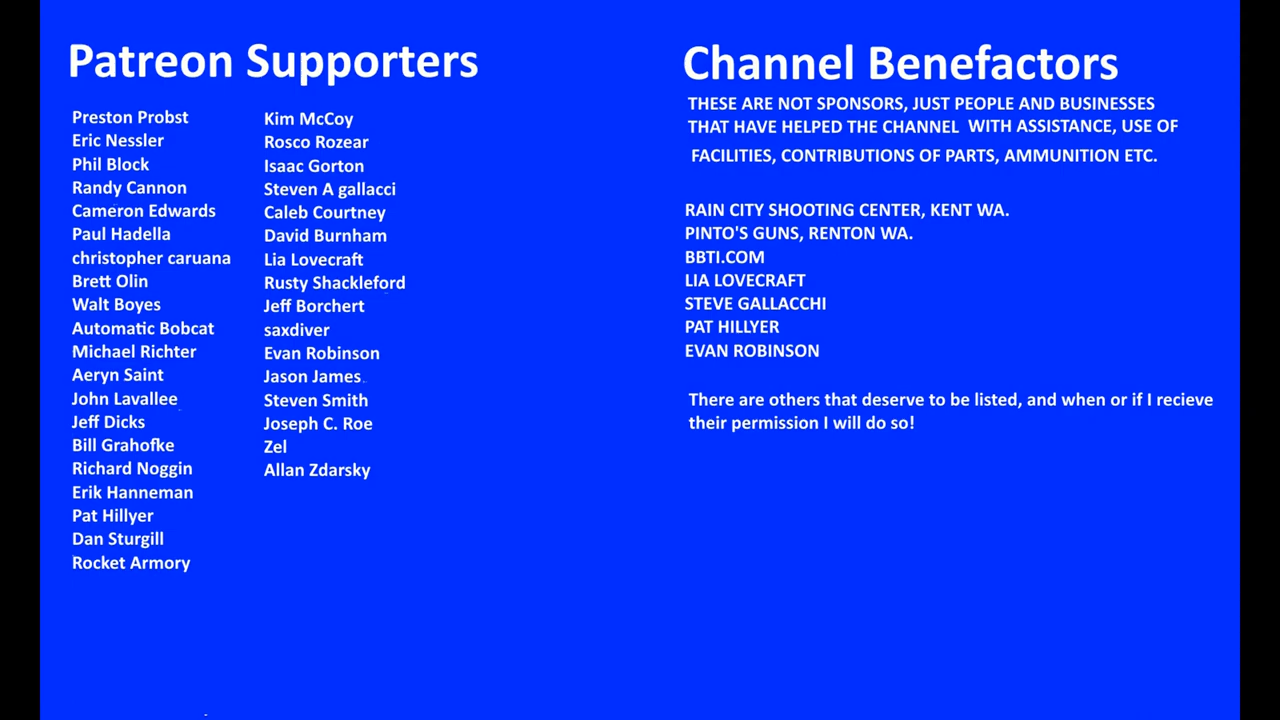 Patreon Supporters
Preston Probst
Eric Nessler
Phil Block
Randy Cannon
Cameron Edwards
Paul Hadella
christopher caruana
Brett Olin
Walt Boyes
Automatic Bobcat
Michael Richter
Aeryn Saint
John Lavallee
Jeff Dicks
Bill Grahofke
Richard Noggin
Erik Hanneman
Pat Hillyer
Dan Sturgill
Rocket Armory
Kim McCoy
Rosco Rozear
Isaac Gorton
Steven A gallacci
Caleb Courtney
David Burnham
Lia Lovecraft
Rusty Shackleford
Jeff Borchert
saxdiver
Evan Robinson
Jason James
Steven Smith
Joseph C. Roe
Zel
Allan Zdarsky
Channel Benefactors
THESE ARE NOT SPONSORS, JUST PEOPLE AND BUSINESSES
THAT HAVE HELPED THE CHANNEL WITH ASSISTANCE, USE OF
FACILITIES, CONTRIBUTIONS OF PARTS, AMMUNITION ETC.
RAIN CITY SHOOTING CENTER, KENT WA.
PINTO'S GUNS, RENTON WA.
BBTI.COM
LIA LOVECRAFT
STEVE GALLACCHI
PAT HILLYER
EVAN ROBINSON
There are others that deserve to be listed, and when or if I recieve
their permission I will do so!